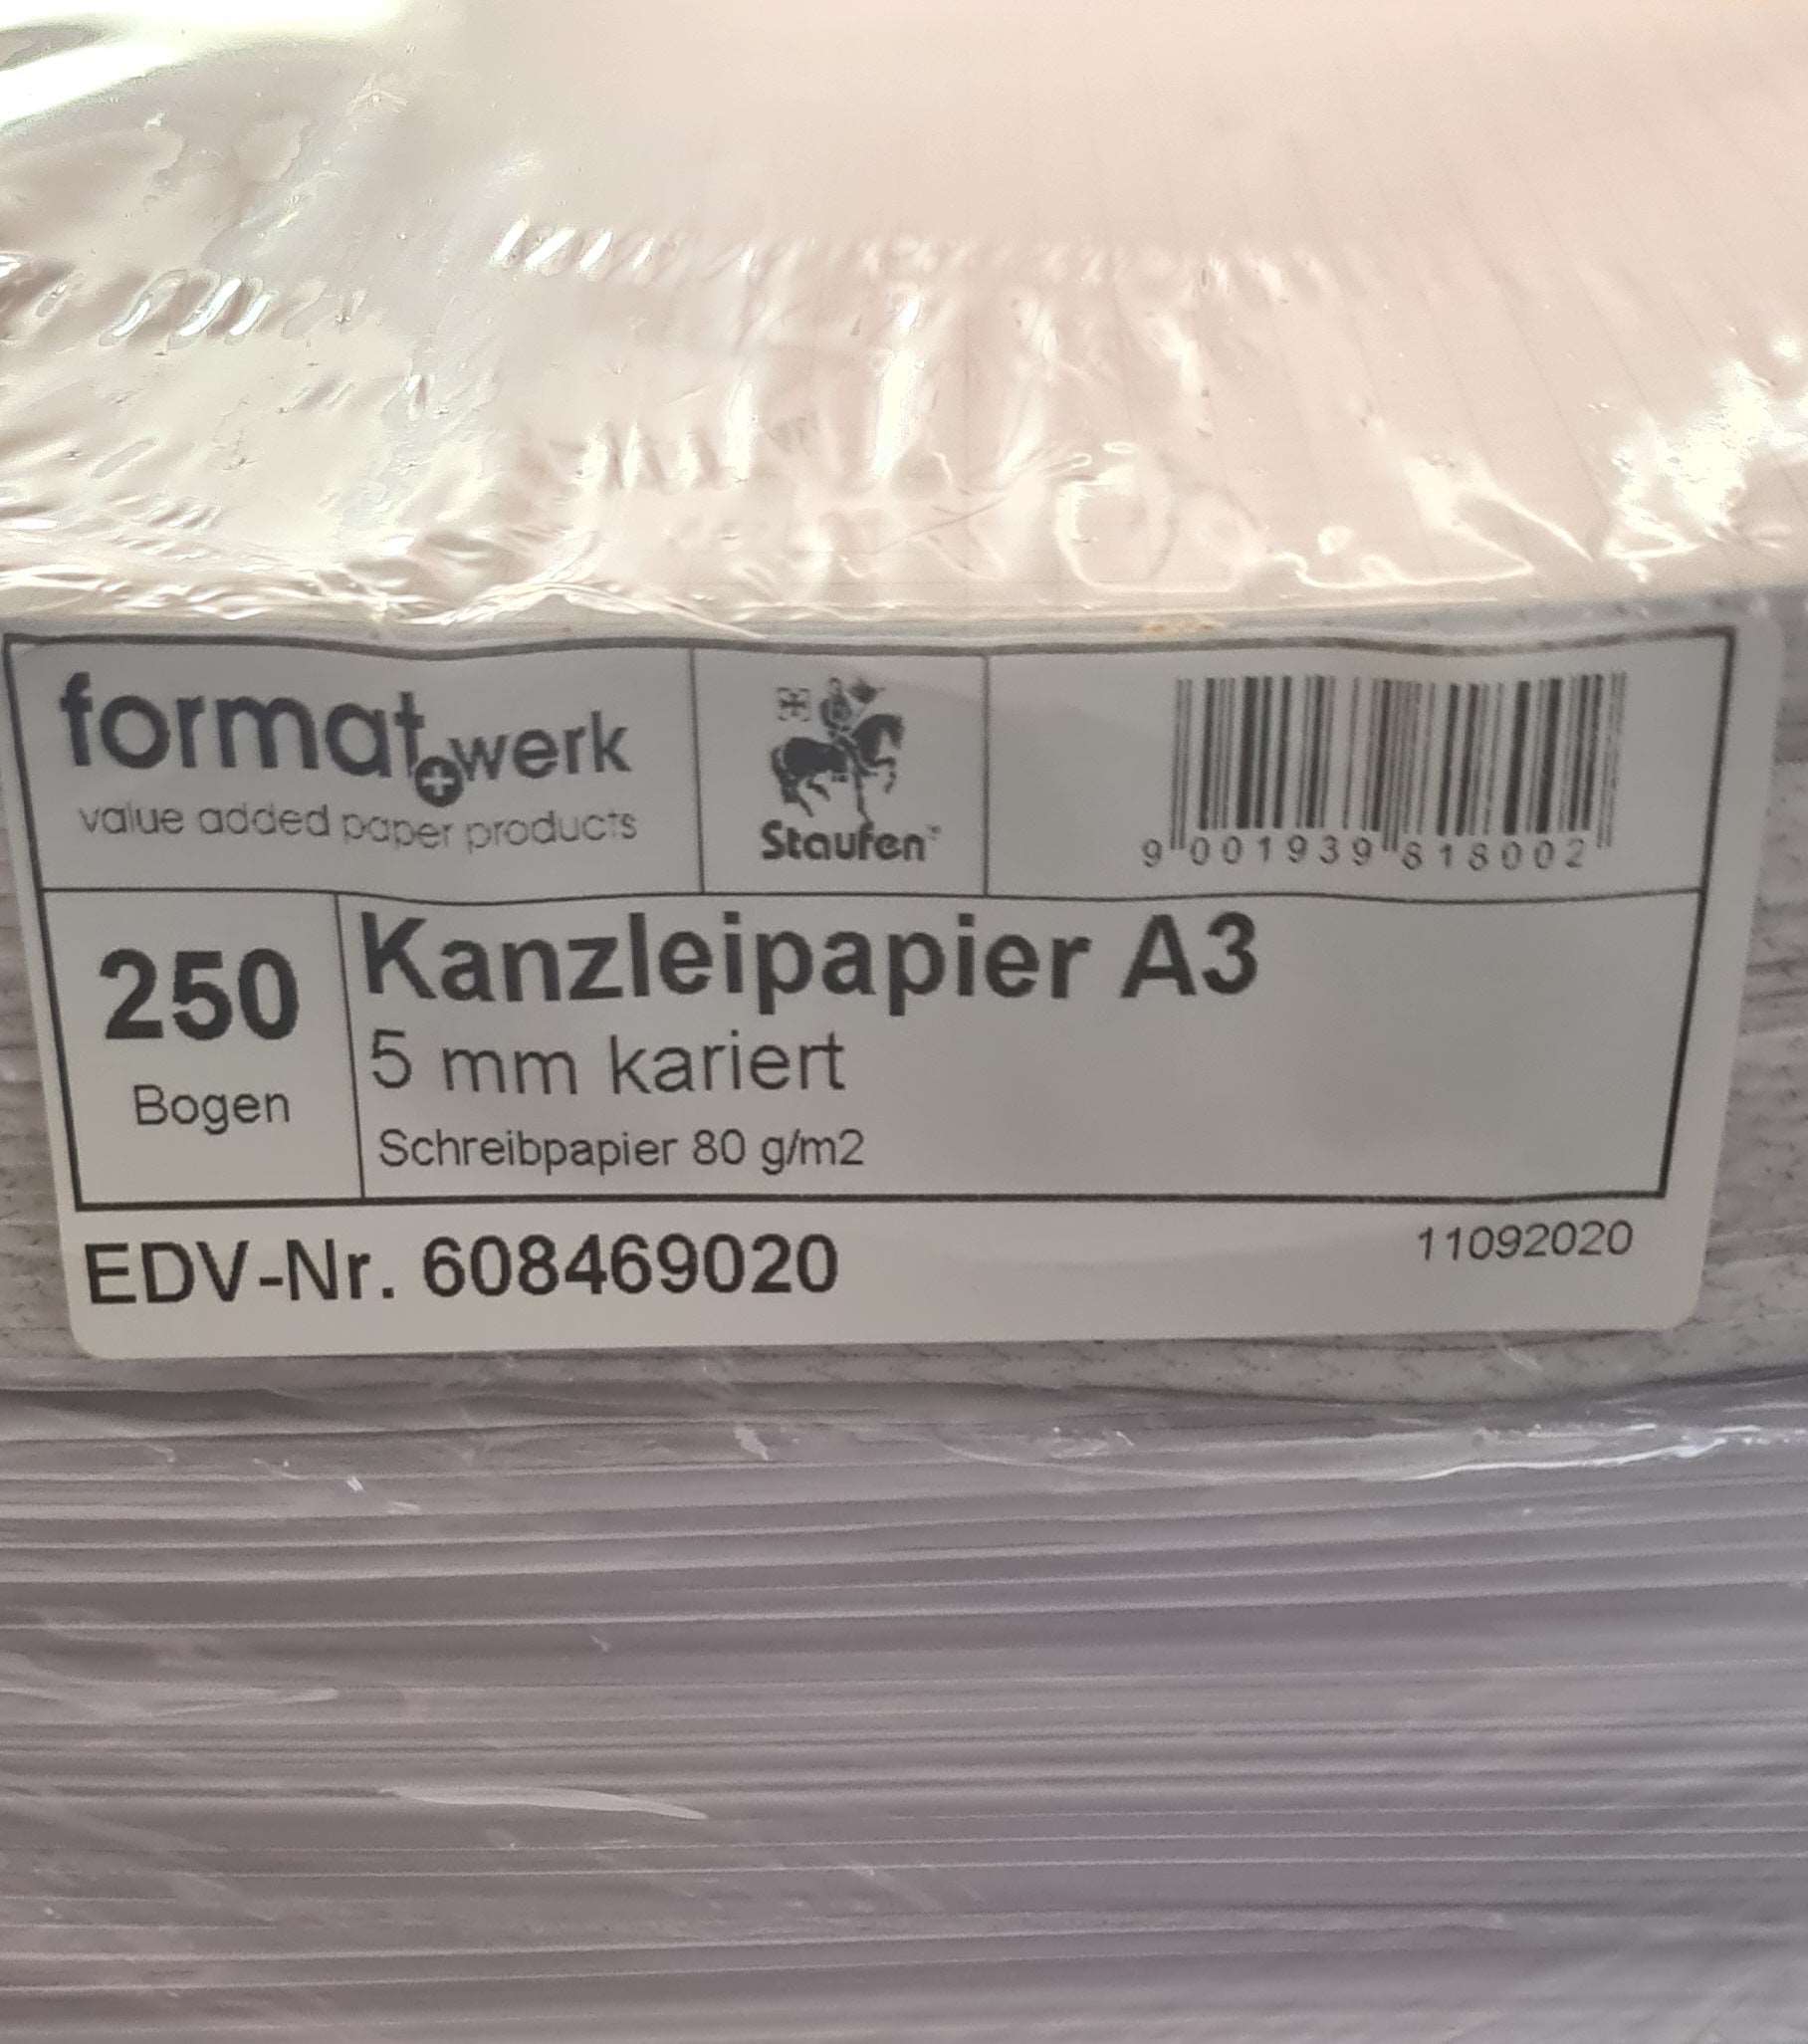 format+werk
value added paper products
Staufen®
9 001939 818002
250
Bogen
Kanzleipapier A3
5 mm kariert
Schreibpapier 80 g/m2
EDV-Nr. 608469020
11092020